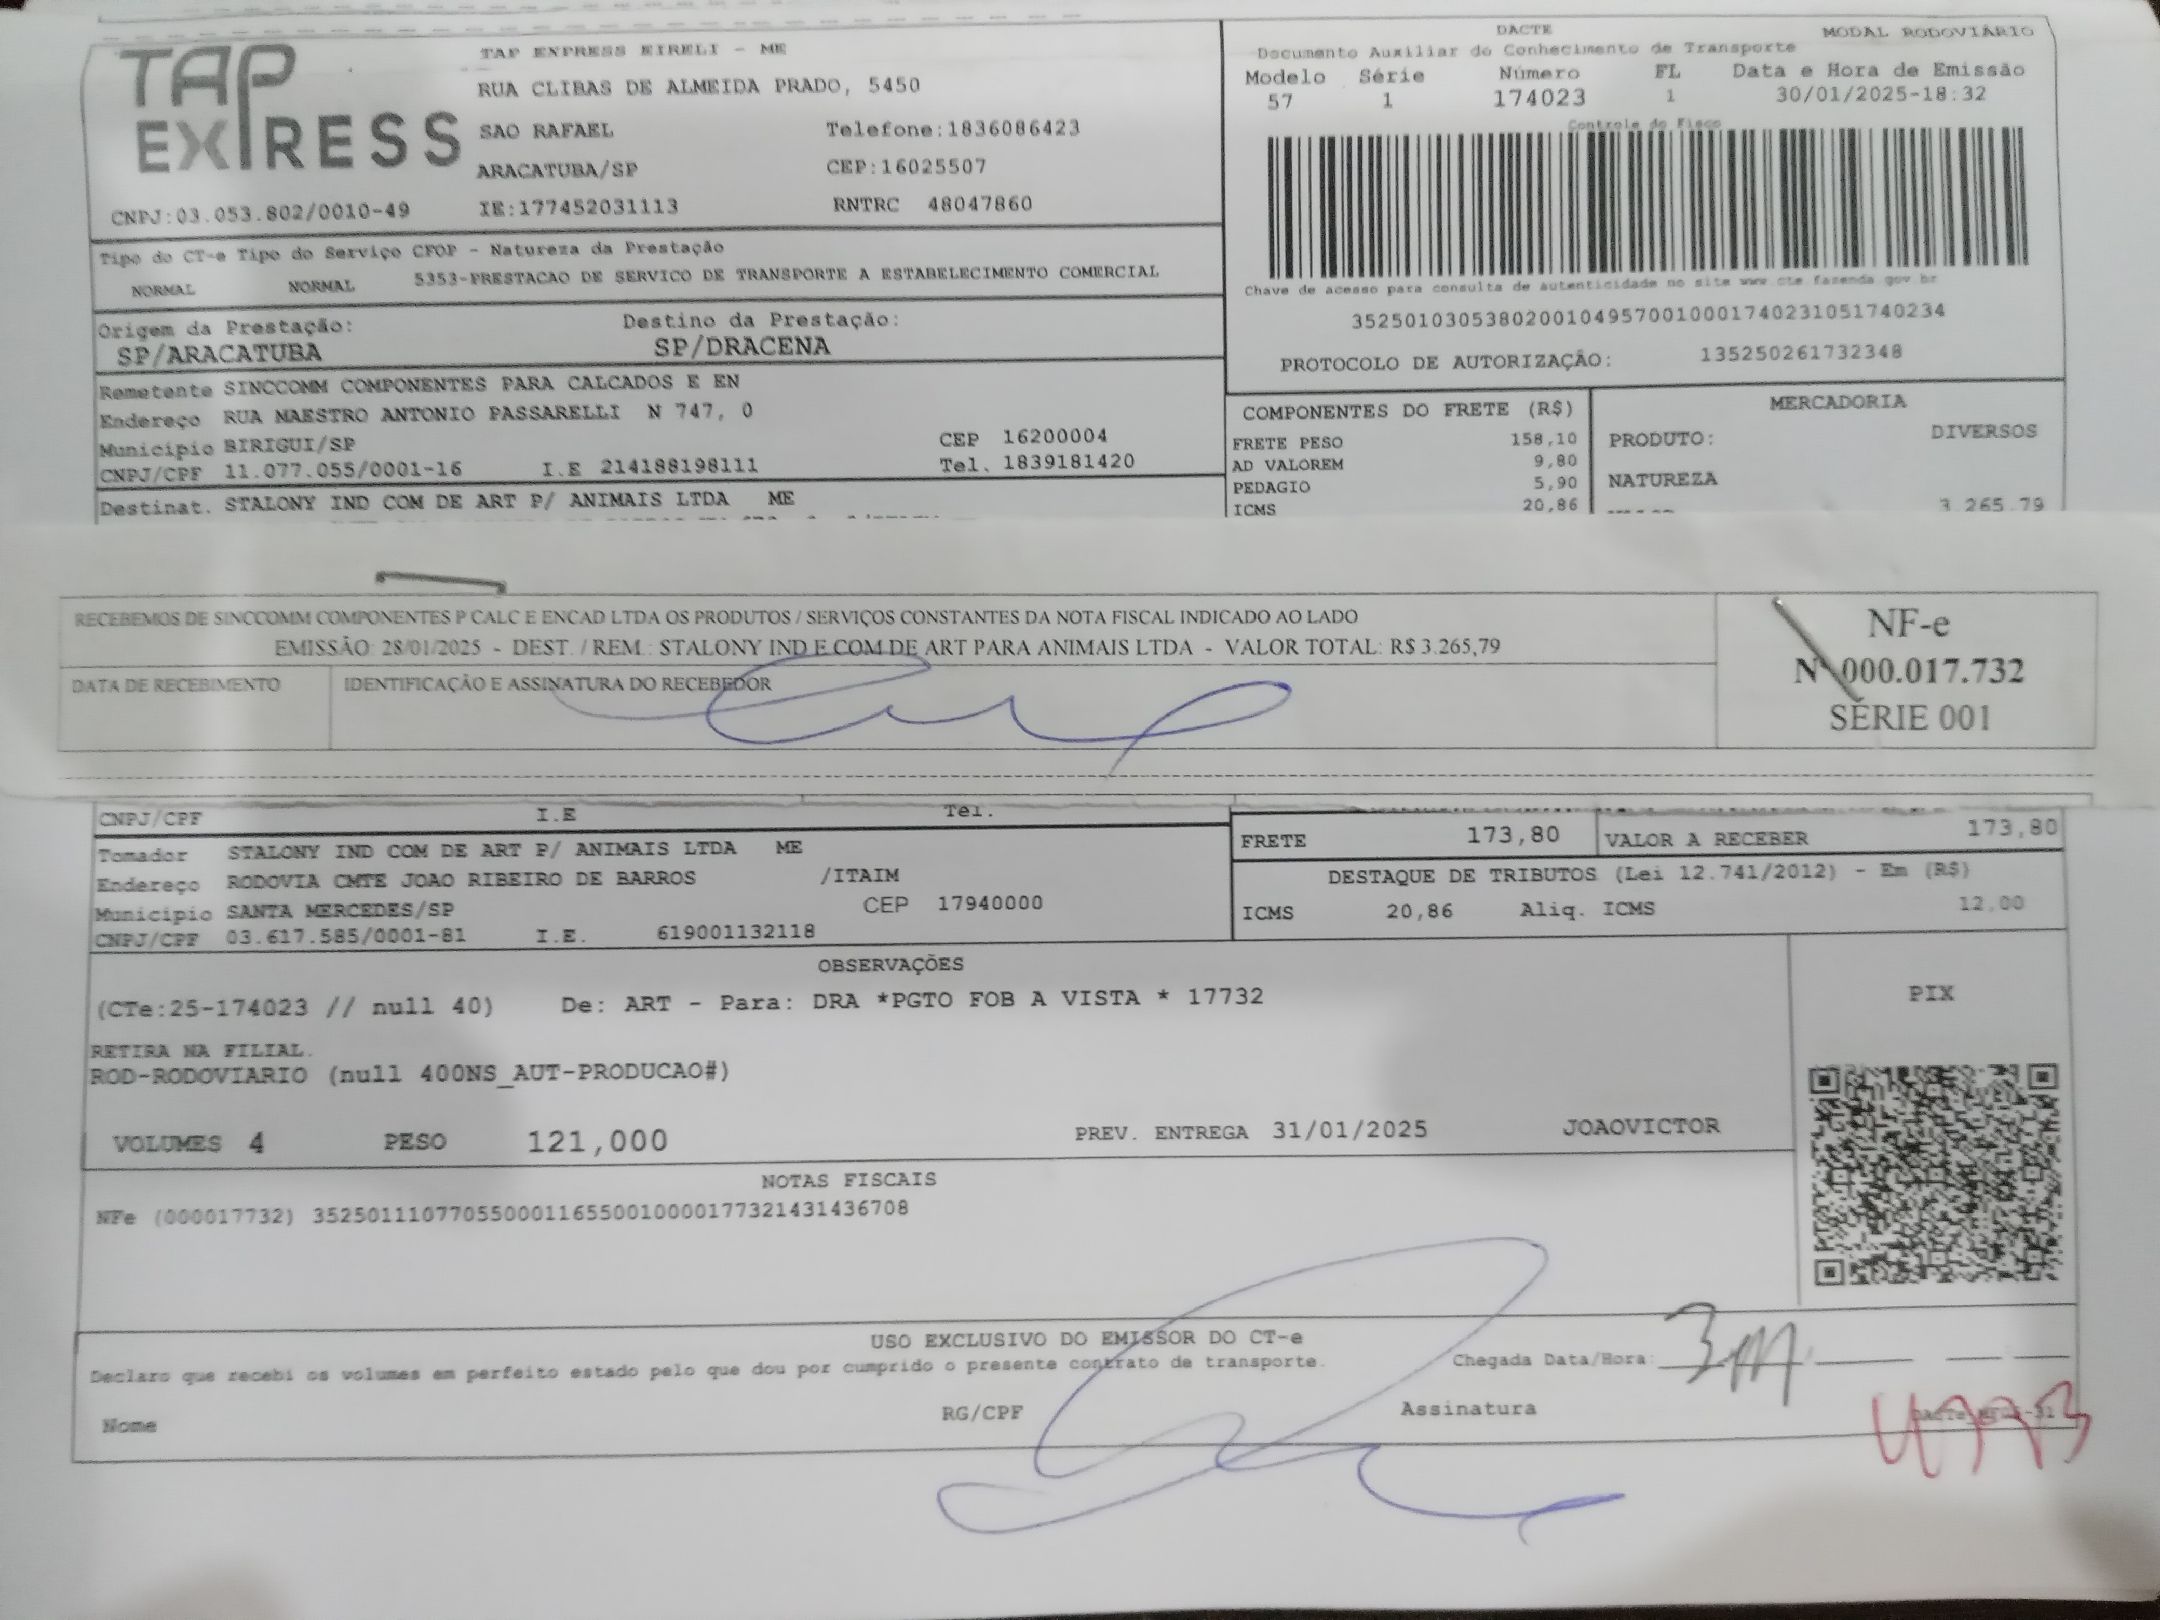 TAP EXPRESS
TAP EXPRESS EIRELI - ME
RUA CLIBAS DE ALMEIDA PRADO, 5450
SAO RAFAEL Telefone:1836086423
ARACATUBA/SP CEP:16025507
CNPJ:03.053.802/0010-49 IE:177452031113 RNTRC 48047860
DACTE MODAL RODOVIÁRIO
Documento Auxiliar do Conhecimento de Transporte
Modelo Série Número FL Data e Hora de Emissão
57 1 174023 1 30/01/2025-18:32
Controle do Fisco
Chave de acesso para consulta de autenticidade no site www.cte fazenda gov br
35250103053802001049570010001740231051740234
PROTOCOLO DE AUTORIZAÇÃO: 135250261732348
Tipo do CT-e Tipo do Serviço CFOP - Natureza da Prestação
NORMAL NORMAL 5353-PRESTACAO DE SERVICO DE TRANSPORTE A ESTABELECIMENTO COMERCIAL
Origem da Prestação: Destino da Prestação:
SP/ARACATUBA SP/DRACENA
Remetente SINCCOMM COMPONENTES PARA CALCADOS E EN
Endereço RUA MAESTRO ANTONIO PASSARELLI N 747, 0
Município BIRIGUI/SP CEP 16200004
CNPJ/CPF 11.077.055/0001-16 I.E 214188198111 Tel. 1839181420
Destinat. STALONY IND COM DE ART P/ ANIMAIS LTDA ME
COMPONENTES DO FRETE (R$) MERCADORIA
FRETE PESO 158,10 PRODUTO: DIVERSOS
AD VALOREM 9,80
PEDAGIO 5,90 NATUREZA
ICMS 20,86 3.265,79
RECEBEMOS DE SINCCOMM COMPONENTES P CALC E ENCAD LTDA OS PRODUTOS / SERVIÇOS CONSTANTES DA NOTA FISCAL INDICADO AO LADO
EMISSÃO: 28/01/2025 - DEST. / REM.: STALONY IND E COM DE ART PARA ANIMAIS LTDA - VALOR TOTAL: R$ 3.265,79
DATA DE RECEBIMENTO IDENTIFICAÇÃO E ASSINATURA DO RECEBEDOR
NF-e
Nº 000.017.732
SÉRIE 001
CNPJ/CPF I.E Tel.
Tomador STALONY IND COM DE ART P/ ANIMAIS LTDA ME
Endereço RODOVIA CMTE JOAO RIBEIRO DE BARROS /ITAIM
Município SANTA MERCEDES/SP CEP 17940000
CNPJ/CPF 03.617.585/0001-81 I.E. 619001132118
FRETE 173,80 VALOR A RECEBER 173,80
DESTAQUE DE TRIBUTOS (Lei 12.741/2012) - Em (R$)
ICMS 20,86 Aliq. ICMS 12,00
OBSERVAÇÕES
(CTe:25-174023 // null 40) De: ART - Para: DRA *PGTO FOB A VISTA * 17732
RETIRA NA FILIAL.
ROD-RODOVIARIO (null 400NS_AUT-PRODUCAO#)
VOLUMES 4 PESO 121,000 PREV. ENTREGA 31/01/2025 JOAOVICTOR
PIX
NOTAS FISCAIS
NFe (000017732) 35250111077055000116550010000177321431436708
USO EXCLUSIVO DO EMISSOR DO CT-e
Declaro que recebi os volumes em perfeito estado pelo que dou por cumprido o presente contrato de transporte. Chegada Data/Hora:
Nome RG/CPF Assinatura